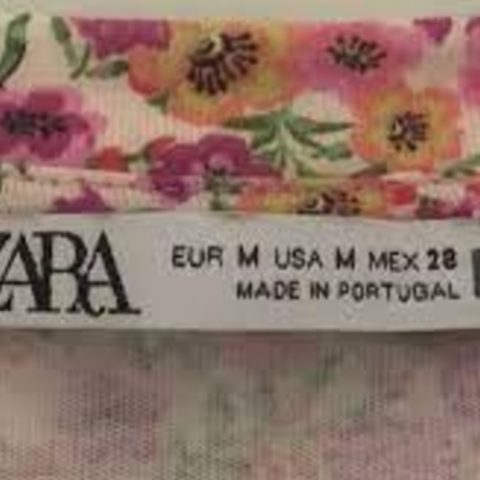 ZARA
EUR M USA M MEX 28
MADE IN PORTUGAL